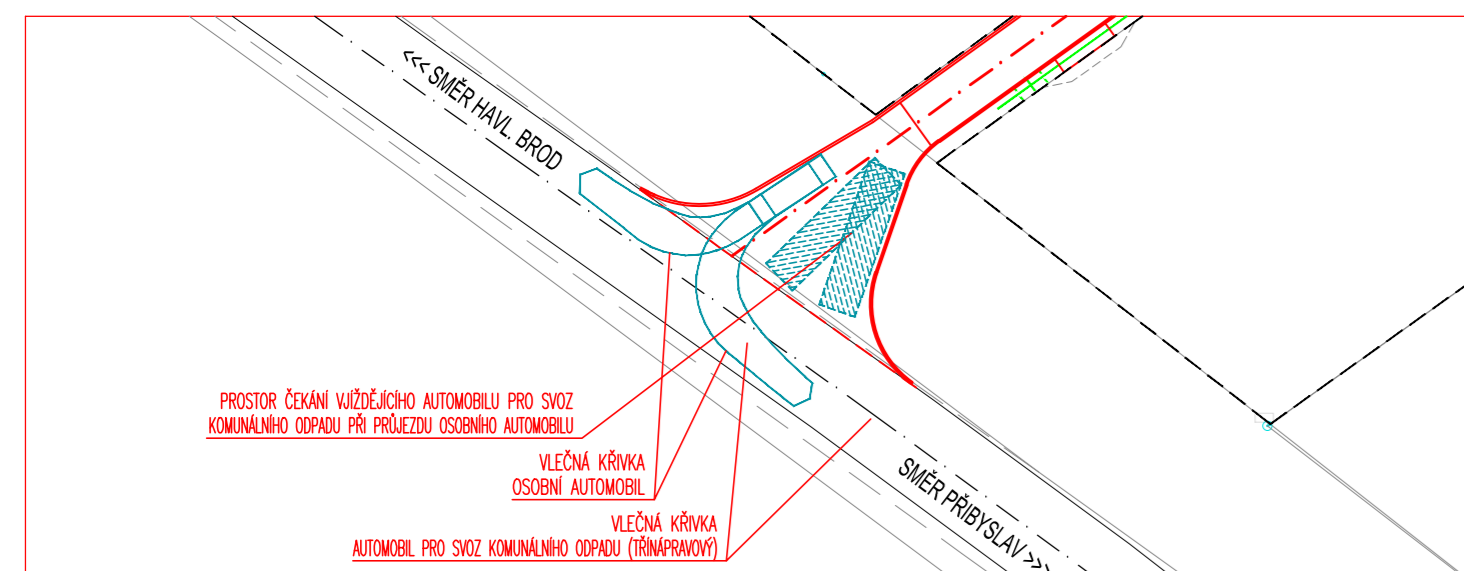 <<< SMĚR HAVL. BROD
PROSTOR ČEKÁNÍ VJÍŽDĚJÍCÍHO AUTOMOBILU PRO SVOZ
KOMUNÁLNÍHO ODPADU PŘI PRŮJEZDU OSOBNÍHO AUTOMOBILU
VLEČNÁ KŘIVKA
OSOBNÍ AUTOMOBIL
VLEČNÁ KŘIVKA
AUTOMOBIL PRO SVOZ KOMUNÁLNÍHO ODPADU (TŘÍNÁPRAVOVÝ)
SMĚR PŘIBYSLAV >>>